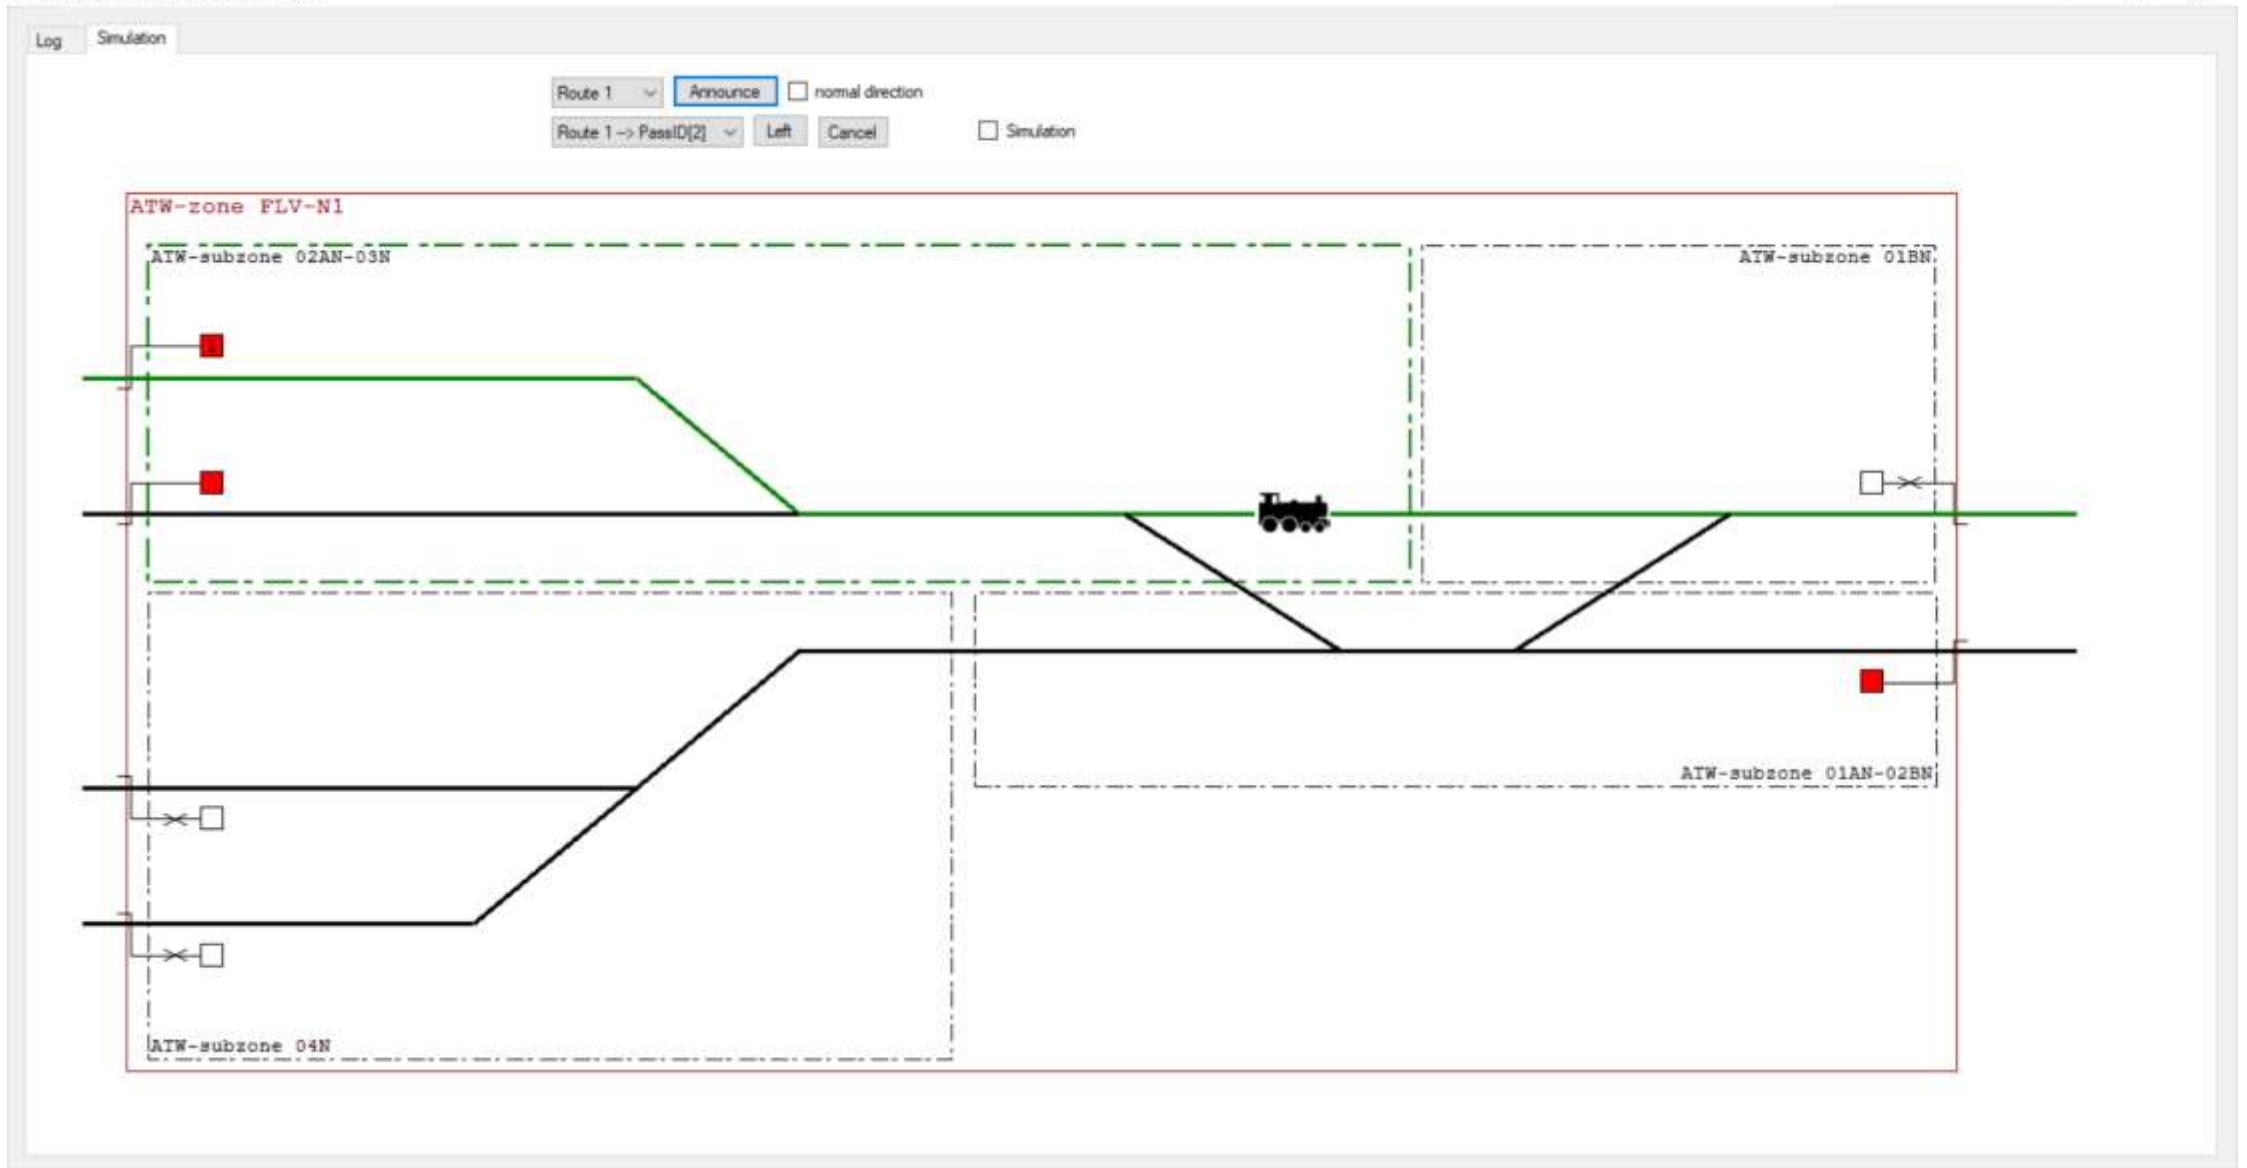 Log Simulation
Route 1 Announce normal direction
Route 1 --> PassID[2] Left Cancel Simulation
ATW-zone FLV-N1
ATW-subzone 02AN-03N ATW-subzone 01BN
ATW-subzone 01AN-02BN
ATW-subzone 04N